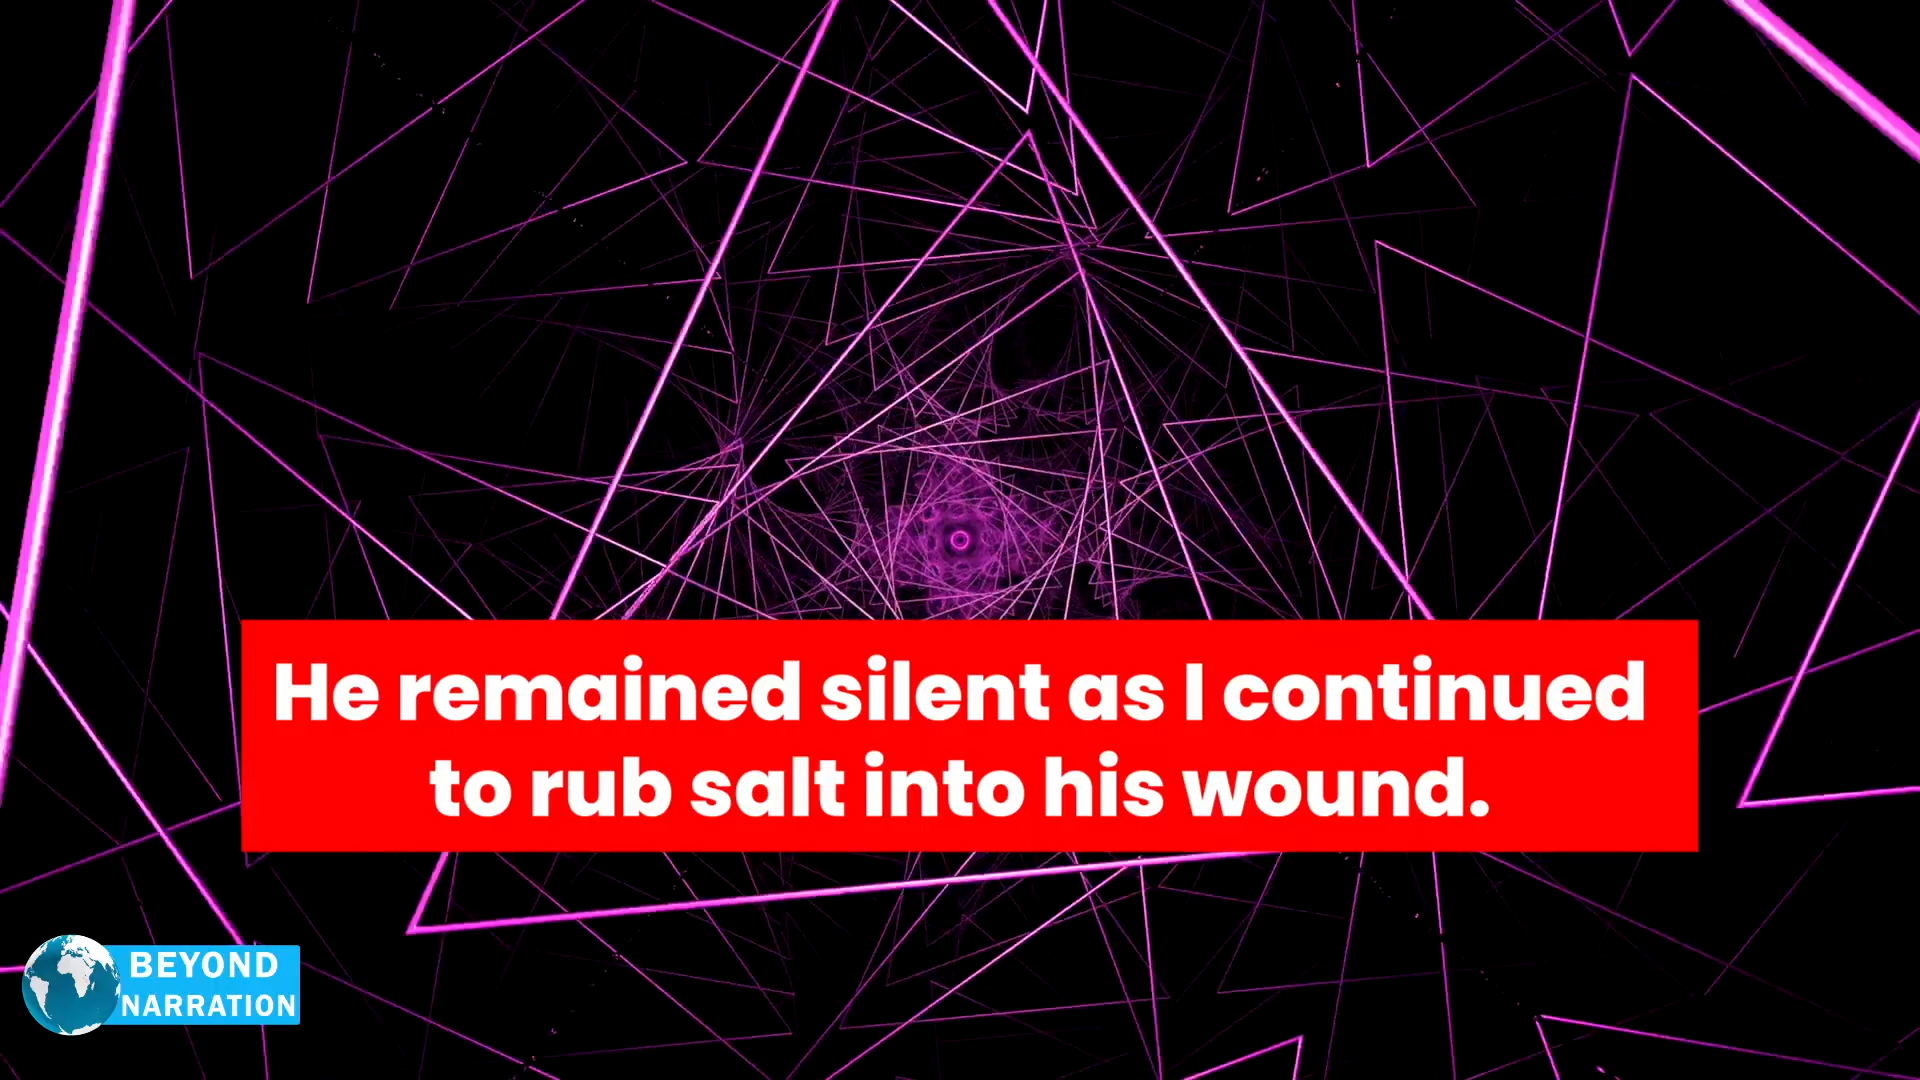 He remained silent as I continued
to rub salt into his wound.
BEYOND
NARRATION